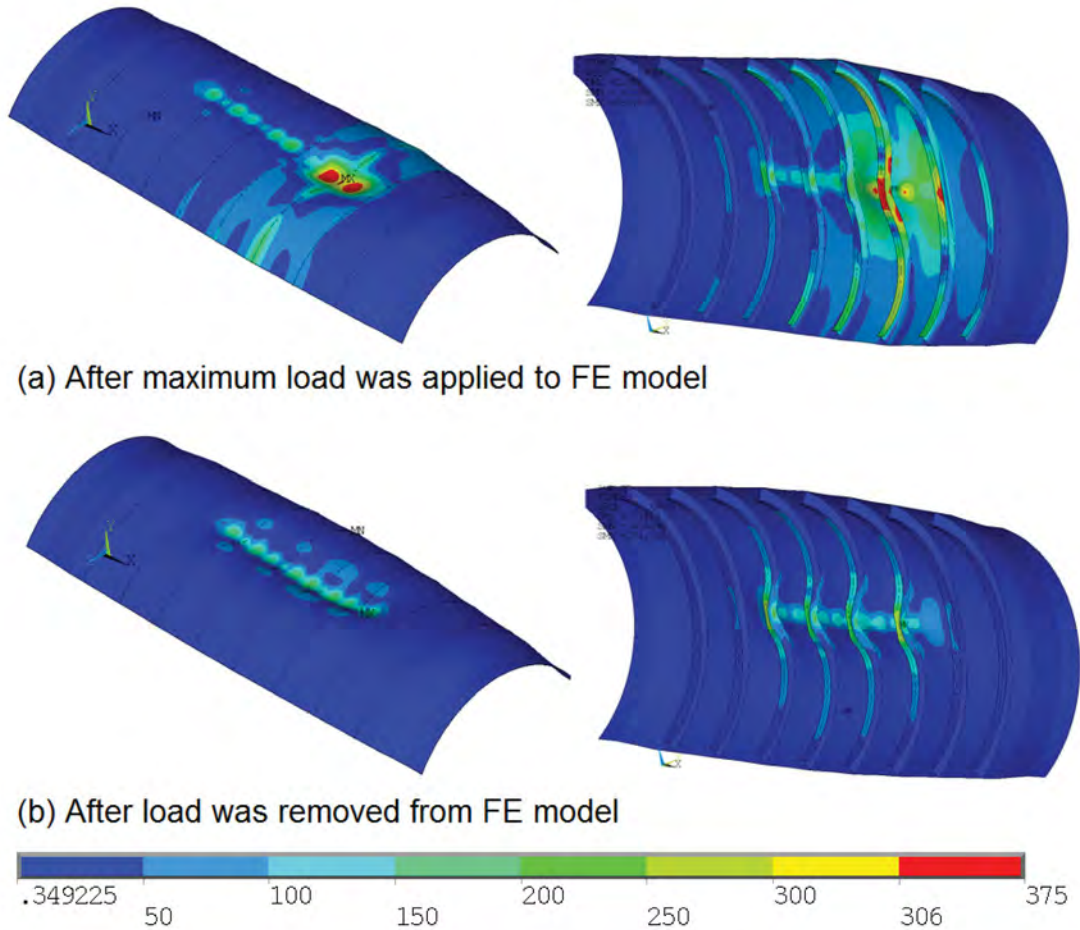 MN
MX
X
(a) After maximum load was applied to FE model
MN
X
(b) After load was removed from FE model
.349225 100 200 300 375
50 150 250 306